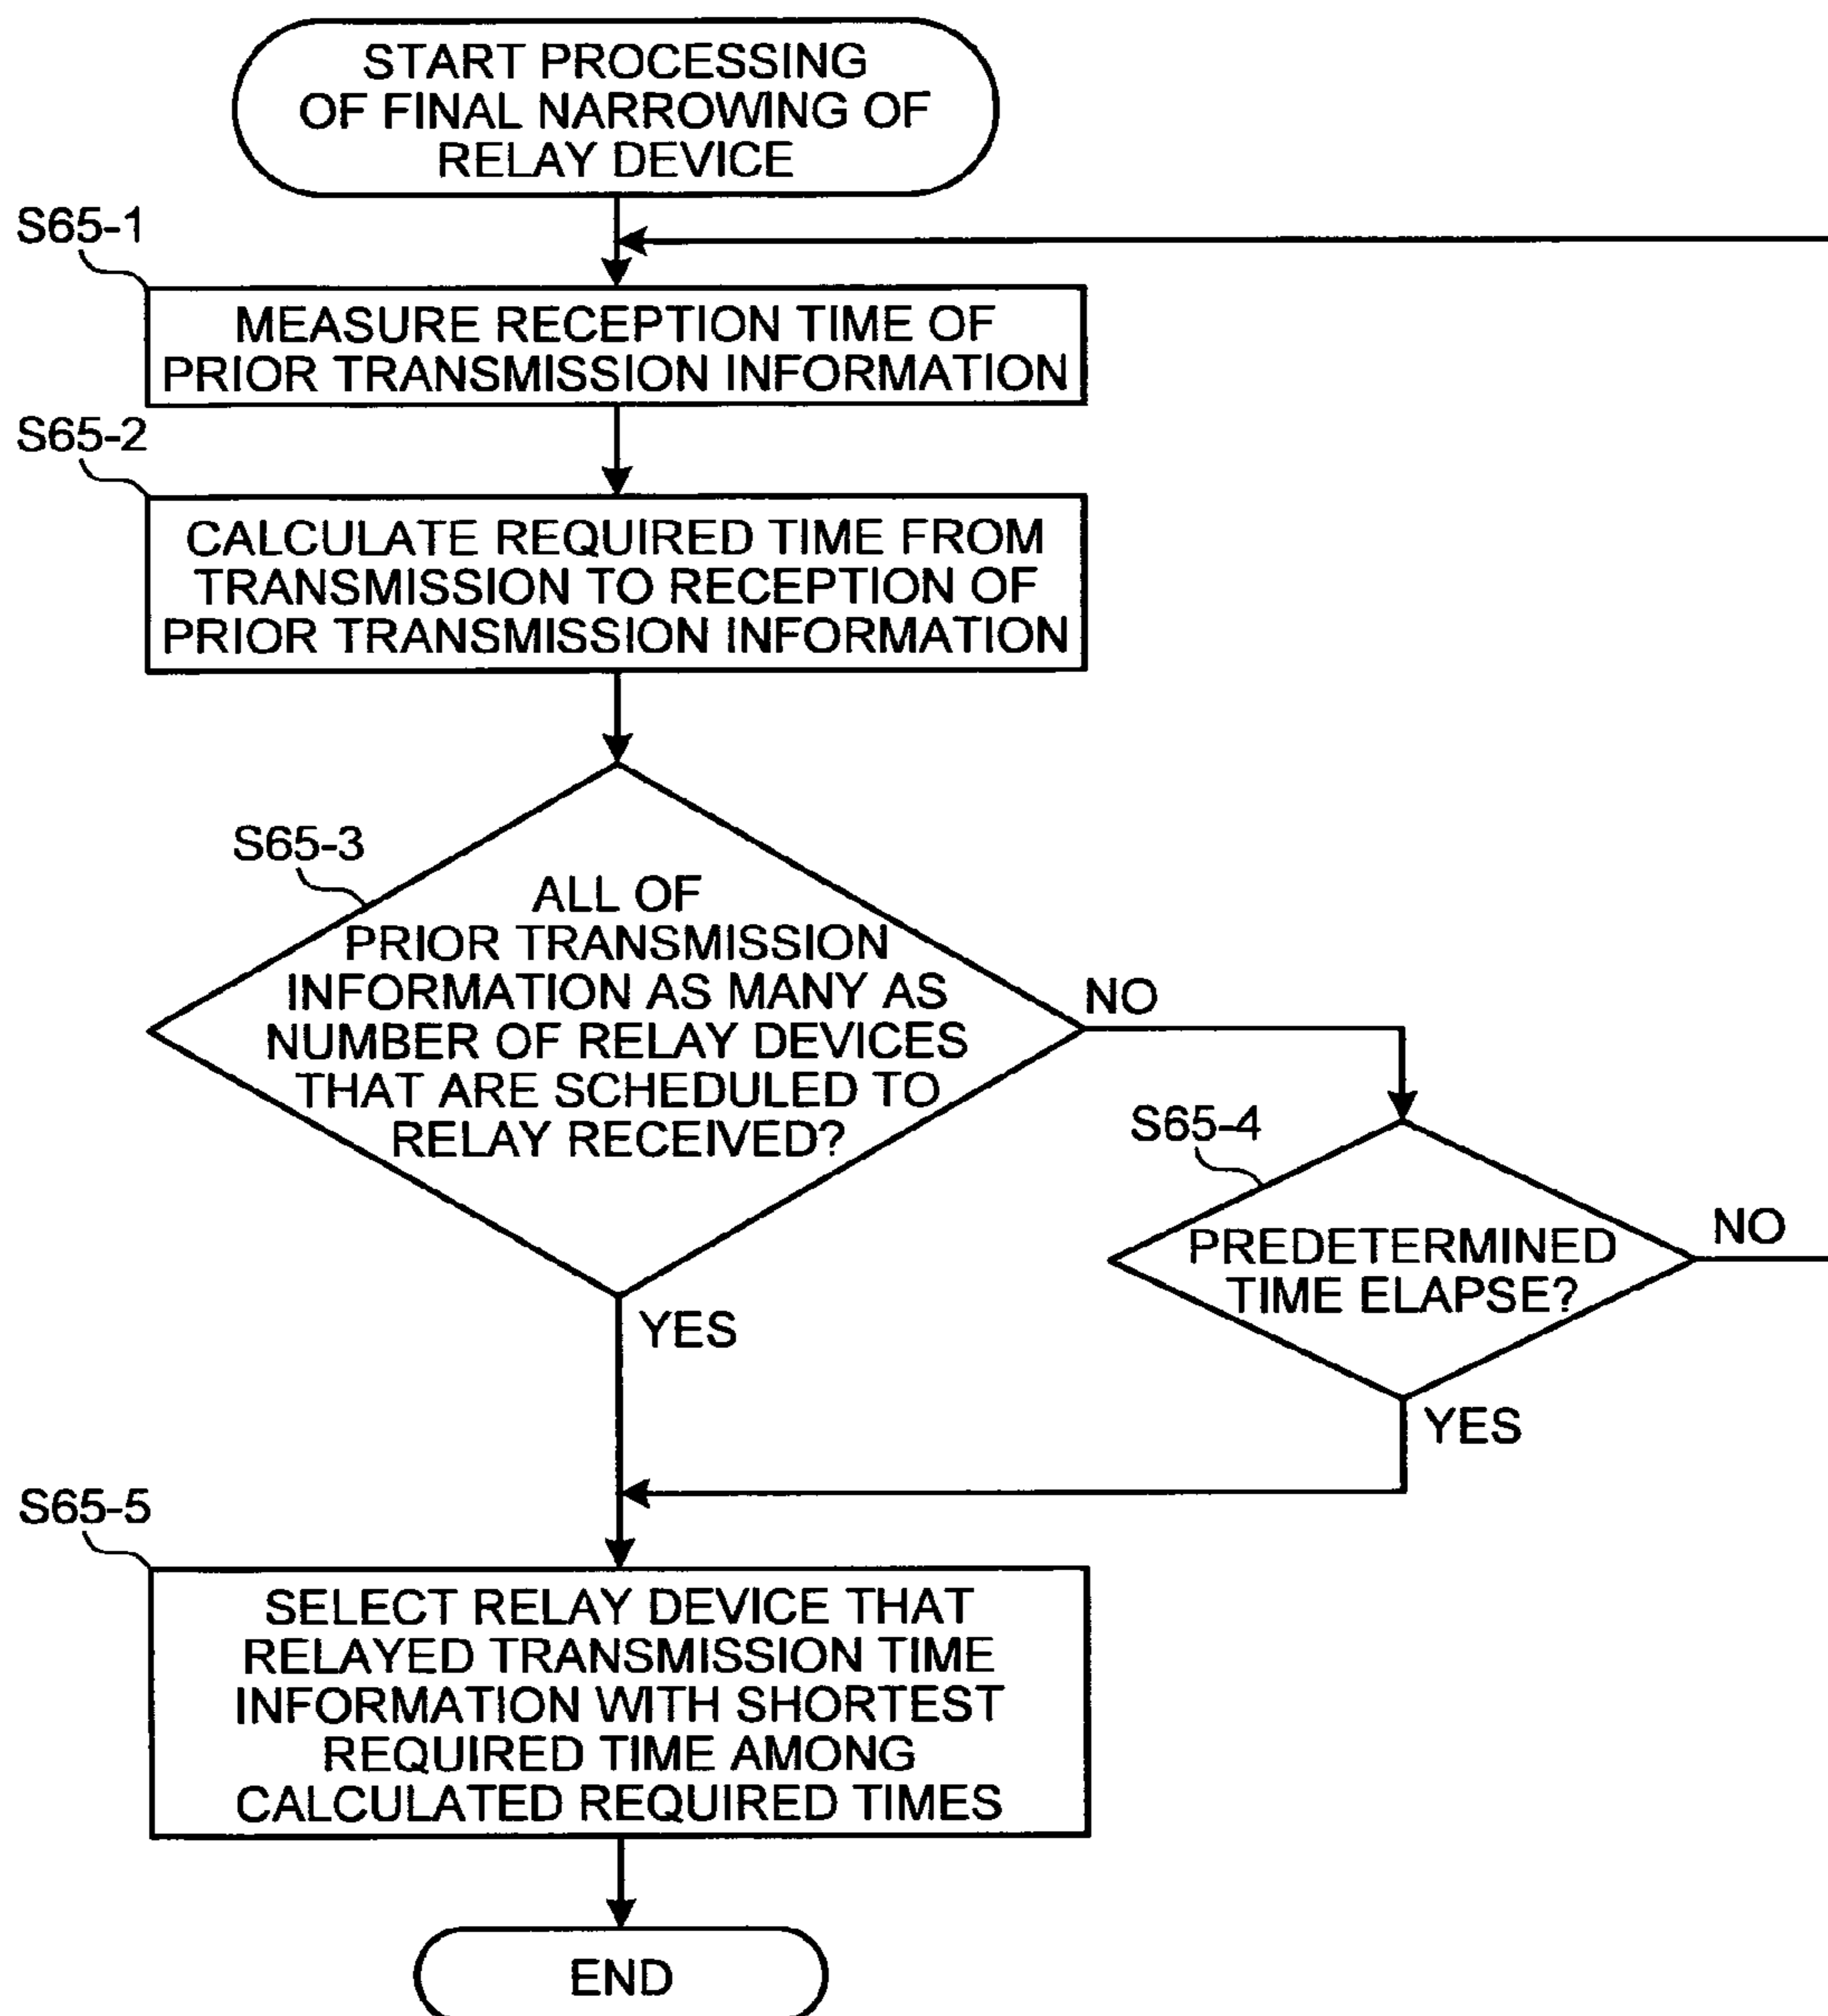 START PROCESSING
OF FINAL NARROWING OF
RELAY DEVICE
S65-1
MEASURE RECEPTION TIME OF
PRIOR TRANSMISSION INFORMATION
S65-2
CALCULATE REQUIRED TIME FROM
TRANSMISSION TO RECEPTION OF
PRIOR TRANSMISSION INFORMATION
S65-3
ALL OF
PRIOR TRANSMISSION
INFORMATION AS MANY AS
NUMBER OF RELAY DEVICES
THAT ARE SCHEDULED TO
RELAY RECEIVED?
NO
YES
S65-4
PREDETERMINED
TIME ELAPSE?
NO
YES
S65-5
SELECT RELAY DEVICE THAT
RELAYED TRANSMISSION TIME
INFORMATION WITH SHORTEST
REQUIRED TIME AMONG
CALCULATED REQUIRED TIMES
END